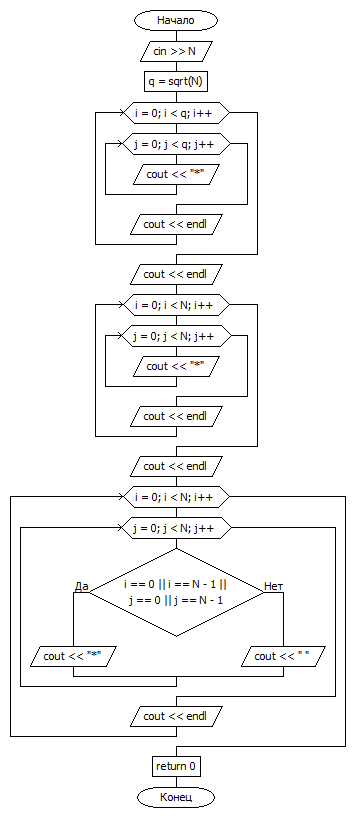 Начало
cin >> N
q = sqrt(N)
i = 0; i < q; i++
j = 0; j < q; j++
cout << "*"
cout << endl
cout << endl
i = 0; i < N; i++
j = 0; j < N; j++
cout << "*"
cout << endl
cout << endl
i = 0; i < N; i++
j = 0; j < N; j++
i == 0 || i == N - 1 ||
Да
Нет
j == 0 || j == N - 1
cout << "*"
cout << " "
cout << endl
return 0
Конец